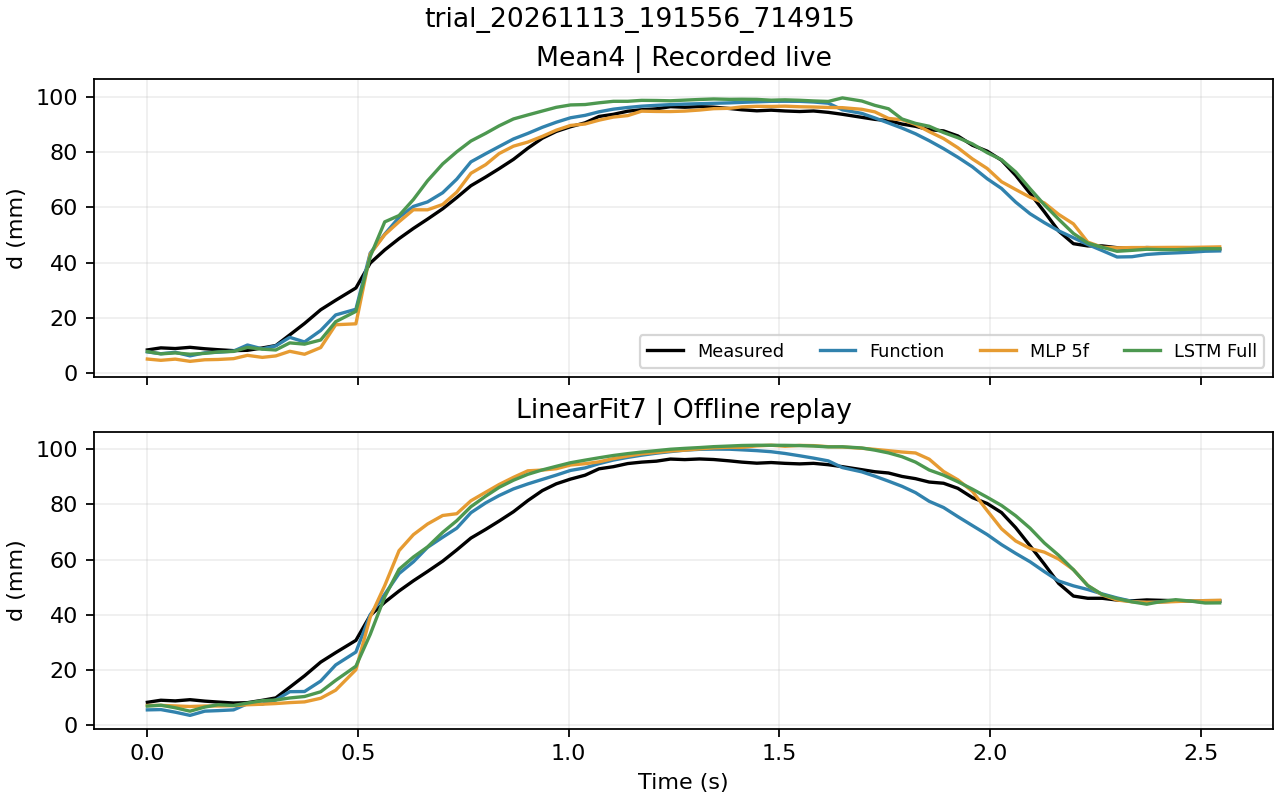 trial_20261113_191556_714915
Mean4 | Recorded live
100
80
60
40
20
0
d (mm)
Measured Function MLP 5f LSTM Full
LinearFit7 | Offline replay
100
80
60
40
20
0
d (mm)
0.0 0.5 1.0 1.5 2.0 2.5
Time (s)